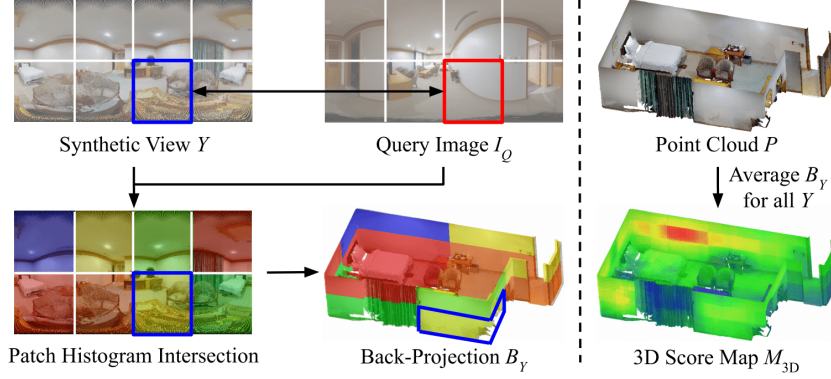 Synthetic View Y
Query Image I_Q
Point Cloud P
Average B_Y
for all Y
Patch Histogram Intersection
Back-Projection B_Y
3D Score Map M_3D